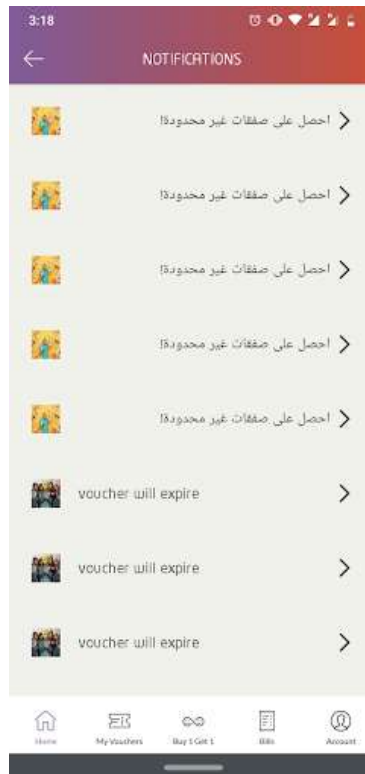 3:18
NOTIFICATIONS
احصل على صفقات غير محدودة!
احصل على صفقات غير محدودة!
احصل على صفقات غير محدودة!
احصل على صفقات غير محدودة!
احصل على صفقات غير محدودة!
voucher will expire
voucher will expire
voucher will expire
Home
My Vouchers
Buy 1 Get 1
Bills
Account